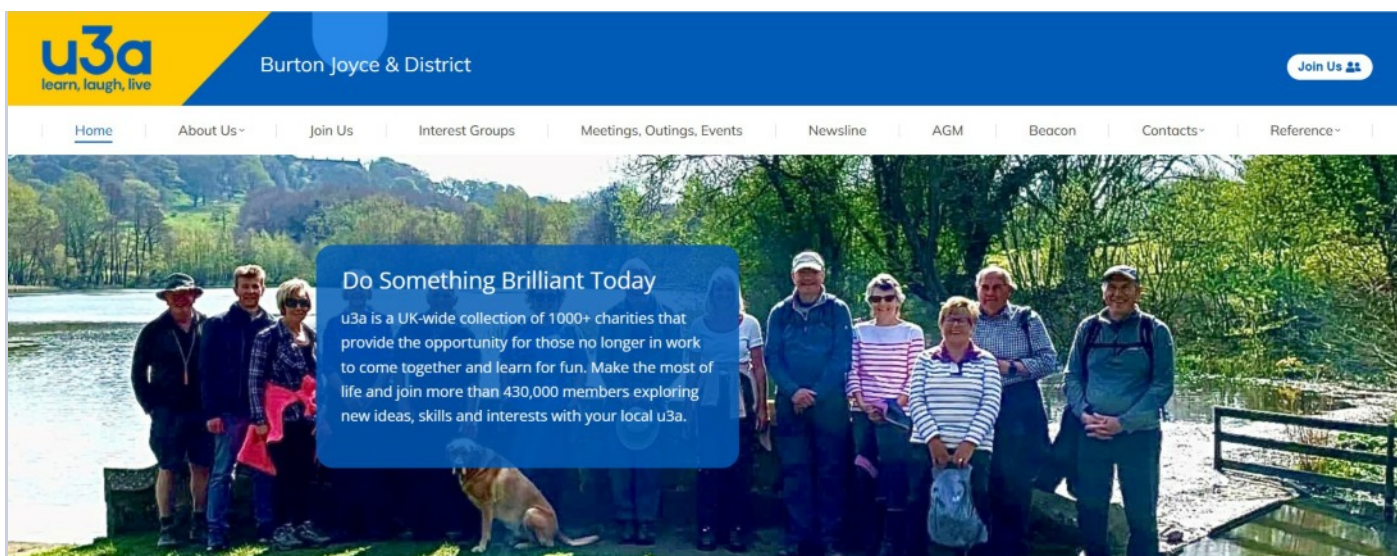 u3a
learn, laugh, live
Burton Joyce & District
Join Us
Home
About Us
Join Us
Interest Groups
Meetings, Outings, Events
Newsline
AGM
Beacon
Contacts
Reference
Do Something Brilliant Today
u3a is a UK-wide collection of 1000+ charities that
provide the opportunity for those no longer in work
to come together and learn for fun. Make the most of
life and join more than 430,000 members exploring
new ideas, skills and interests with your local u3a.